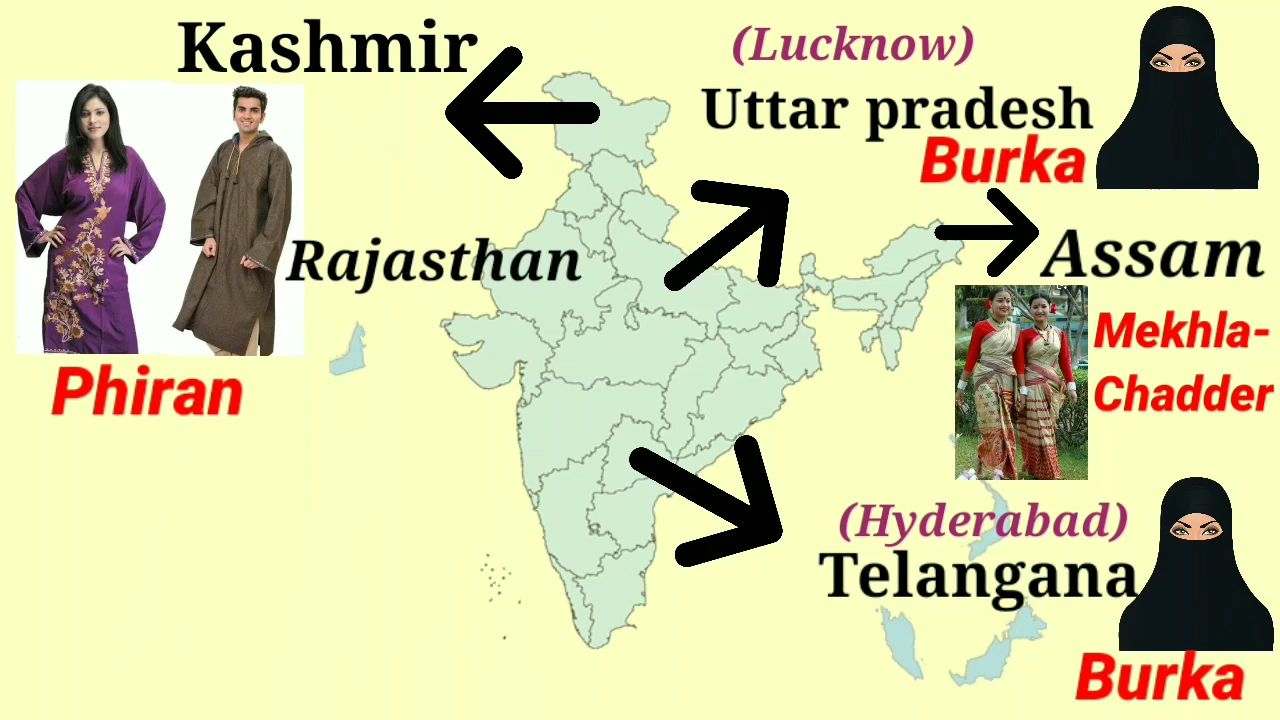 Kashmir
(Lucknow)
Uttar pradesh
Burka
Rajasthan
Assam
Mekhla-
Chadder
Phiran
(Hyderabad)
Telangana
Burka